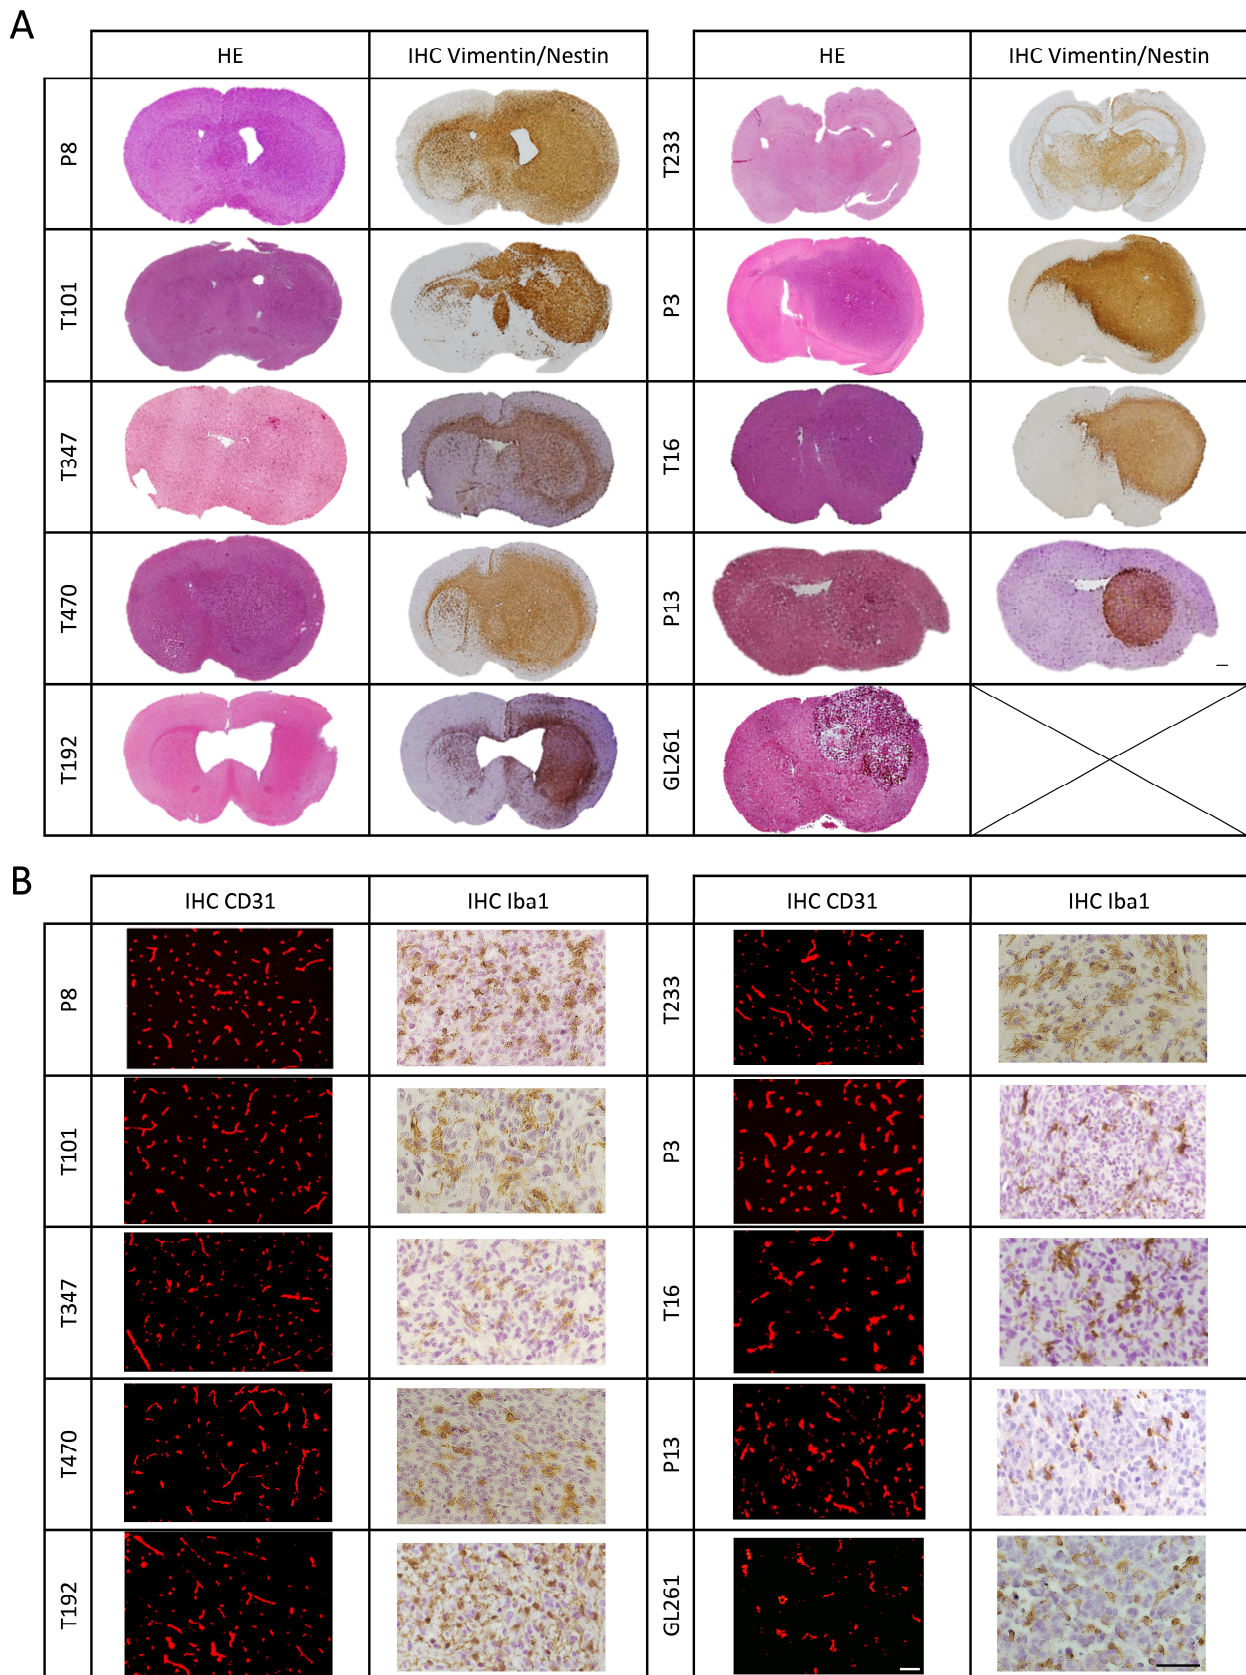 A
HE
IHC Vimentin/Nestin
HE
IHC Vimentin/Nestin
P8
T233
T101
P3
T347
T16
T470
P13
T192
GL261
B
IHC CD31
IHC Iba1
IHC CD31
IHC Iba1
P8
T233
T101
P3
T347
T16
T470
P13
T192
GL261